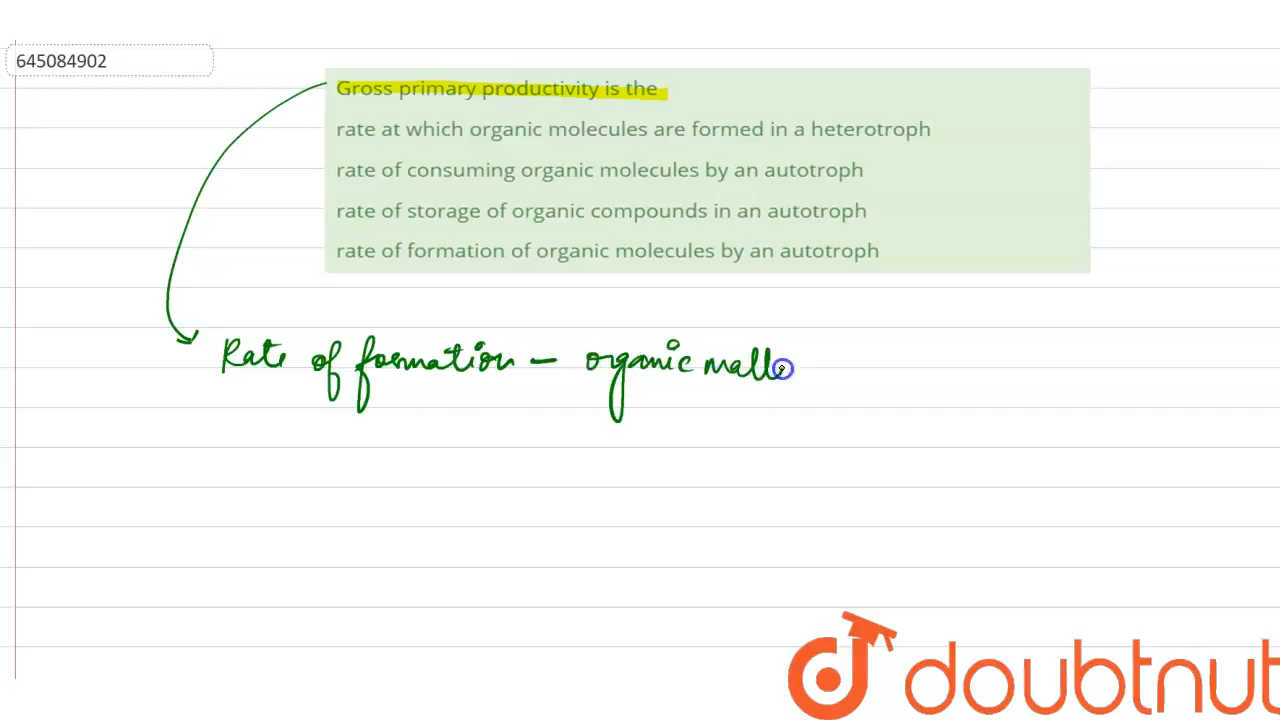 645084902
Gross primary productivity is the
rate at which organic molecules are formed in a heterotroph
rate of consuming organic molecules by an autotroph
rate of storage of organic compounds in an autotroph
rate of formation of organic molecules by an autotroph
Rate of formation — organic malle
doubtnut